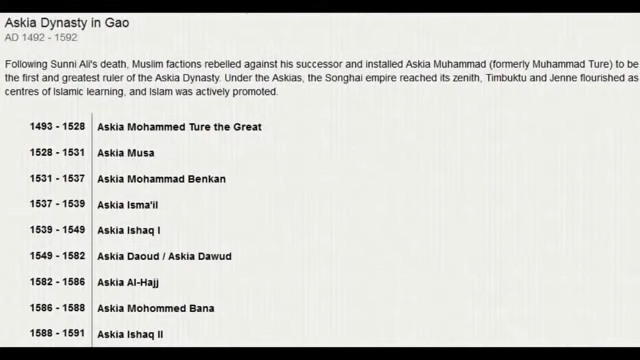 Askia Dynasty in Gao
AD 1492 - 1592
Following Sunni Ali's death, Muslim factions rebelled against his successor and installed Askia Muhammad (formerly Muhammad Ture) to be
the first and greatest ruler of the Askia Dynasty. Under the Askias, the Songhai empire reached its zenith, Timbuktu and Jenne flourished as
centres of Islamic learning, and Islam was actively promoted.
1493 - 1528 Askia Mohammed Ture the Great
1528 - 1531 Askia Musa
1531 - 1537 Askia Mohammad Benkan
1537 - 1539 Askia Isma'il
1539 - 1549 Askia Ishaq I
1549 - 1582 Askia Daoud / Askia Dawud
1582 - 1586 Askia Al-Hajj
1586 - 1588 Askia Mohommed Bana
1588 - 1591 Askia Ishaq II